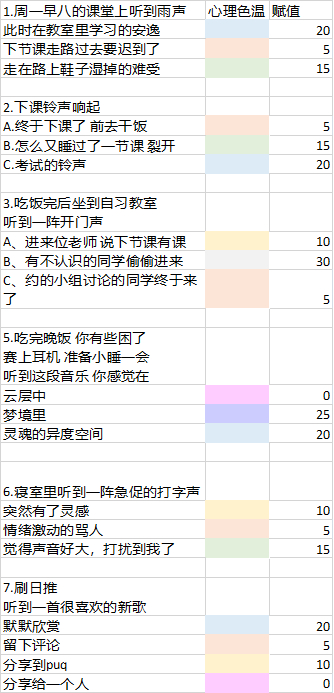 1.周一早八的课堂上听到雨声 心理色温 赋值
此时在教室里学习的安逸 20
下节课走路过去要迟到了 5
走在路上鞋子湿掉的难受 15
2.下课铃声响起
A.终于下课了 前去干饭 5
B.怎么又睡过了一节课 裂开 15
C.考试的铃声 20
3.吃饭完后坐到自习教室
听到一阵开门声
A、进来位老师 说下节课有课 10
B、有不认识的同学偷偷进来 30
C、约的小组讨论的同学终于来
了 5
5.吃完晚饭 你有些困了
赛上耳机 准备小睡一会
听到这段音乐 你感觉在
云层中 0
梦境里 25
灵魂的异度空间 20
6.寝室里听到一阵急促的打字声
突然有了灵感 10
情绪激动的骂人 5
觉得声音好大，打扰到我了 15
7.刷日推
听到一首很喜欢的新歌
默默欣赏 20
留下评论 5
分享到puq 10
分享给一个人 0